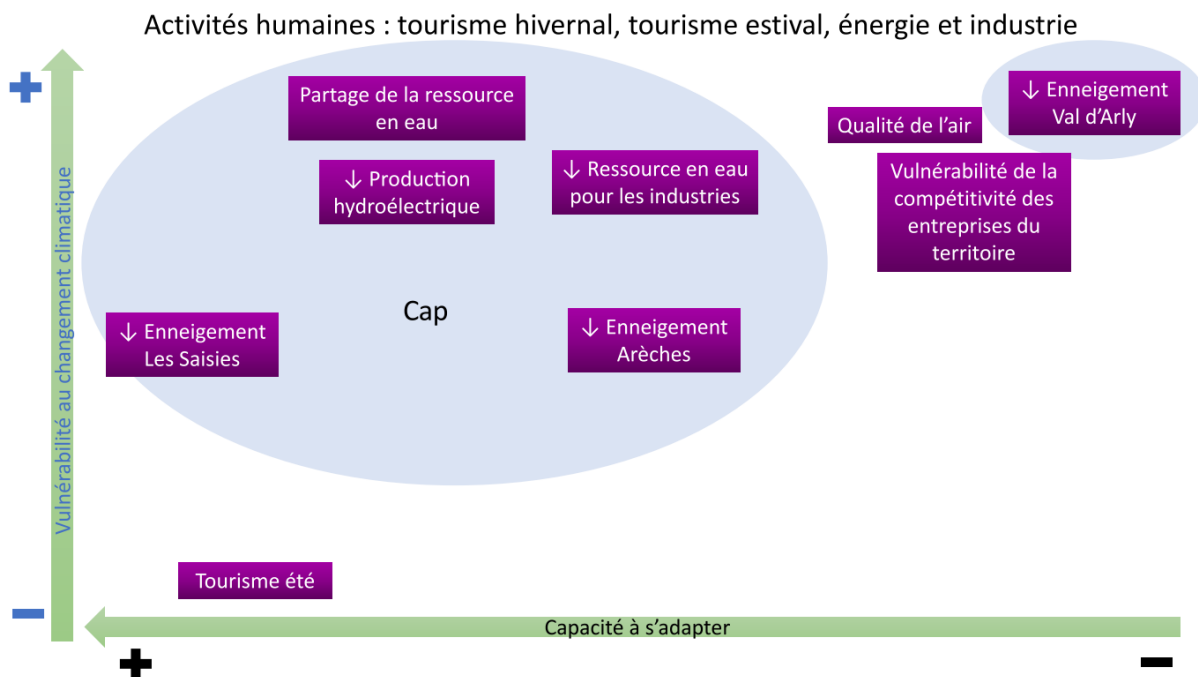 Activités humaines : tourisme hivernal, tourisme estival, énergie et industrie
+
Vulnérabilité au changement climatique
−
Partage de la ressource
en eau
↓ Production
hydroélectrique
↓ Ressource en eau
pour les industries
Qualité de l’air
↓ Enneigement
Val d’Arly
Vulnérabilité de la
compétitivité des
entreprises du
territoire
Cap
↓ Enneigement
Les Saisies
↓ Enneigement
Arèches
Tourisme été
Capacité à s’adapter
+
−